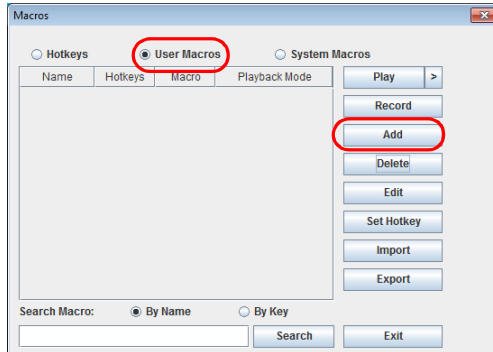 Macros
Hotkeys User Macros System Macros
Name Hotkeys Macro Playback Mode Play >
Record
Add
Delete
Edit
Set Hotkey
Import
Export
Search Macro: By Name By Key
Search Exit